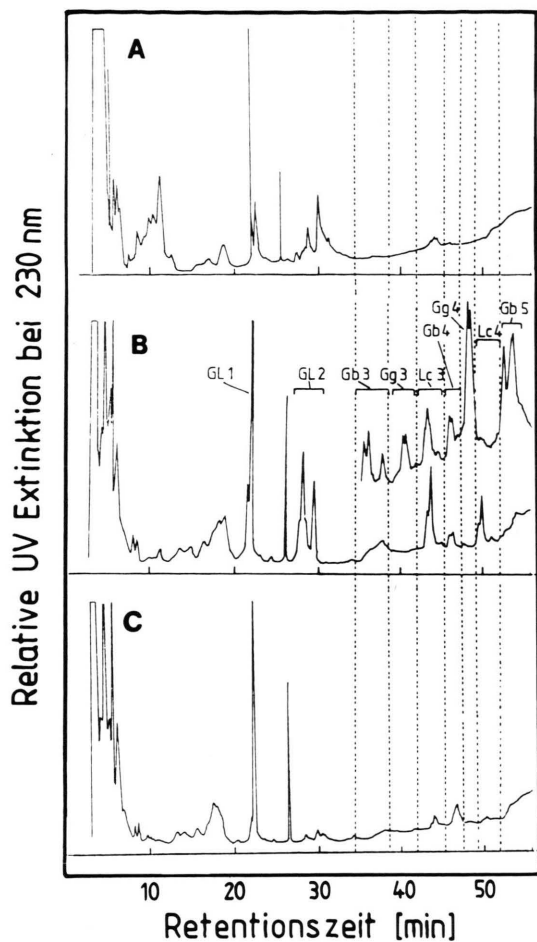 Relative UV Extinktion bei 230 nm
A
B
GL 1
GL 2
Gb 3
Gg 3
Lc 3
Gb 4
Gg 4
Lc 4
Gb 5
C
10 20 30 40 50
Retentionszeit [min]